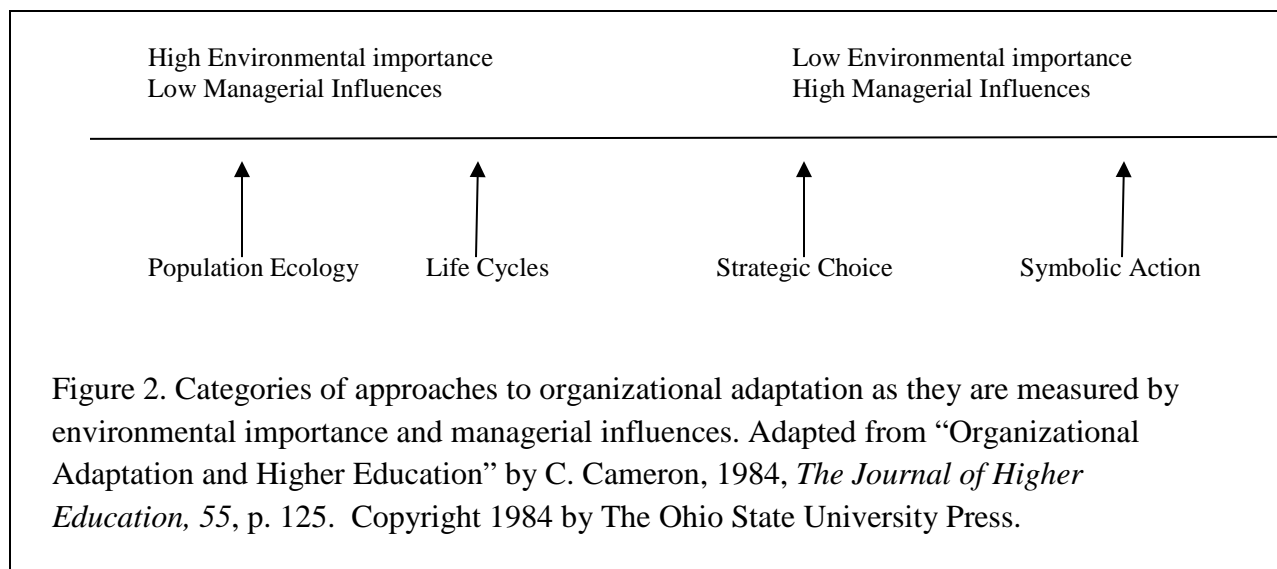 High Environmental importance
Low Managerial Influences
Low Environmental importance
High Managerial Influences
Population Ecology
Life Cycles
Strategic Choice
Symbolic Action
Figure 2. Categories of approaches to organizational adaptation as they are measured by
environmental importance and managerial influences. Adapted from “Organizational
Adaptation and Higher Education” by C. Cameron, 1984, The Journal of Higher
Education, 55, p. 125. Copyright 1984 by The Ohio State University Press.